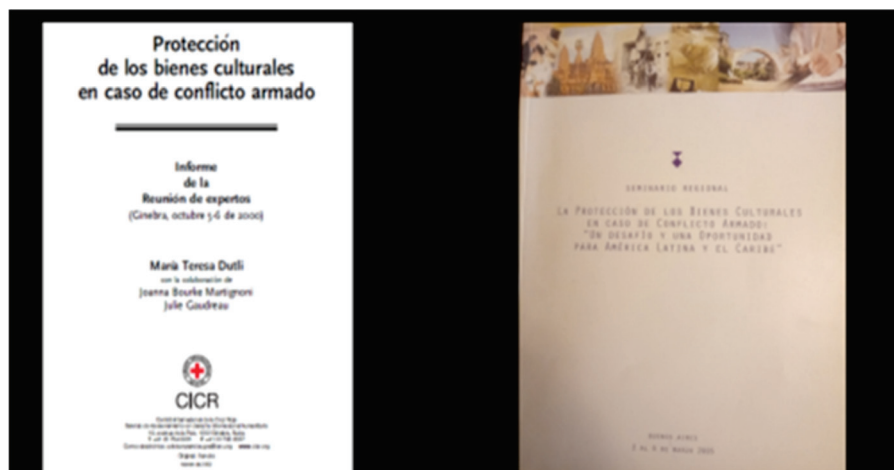 Protección
de los bienes culturales
en caso de conflicto armado
Informe
de la
Reunión de expertos
(Ginebra, octubre 5-6 de 2000)
María Teresa Dutli
con la colaboración de
Joanna Bourke Martignoni
Julie Gaudreau
CICR
SEMINARIO REGIONAL
LA PROTECCIÓN DE LOS BIENES CULTURALES
EN CASO DE CONFLICTO ARMADO:
"UN DESAFÍO Y UNA OPORTUNIDAD
PARA AMÉRICA LATINA Y EL CARIBE"
BUENOS AIRES